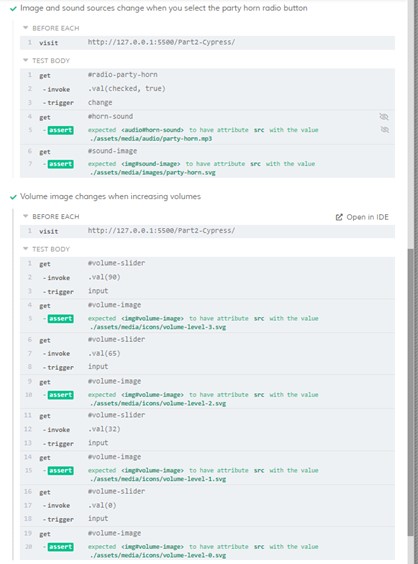 Image and sound sources change when you select the party horn radio button
BEFORE EACH
1 visit http://127.0.0.1:5500/Part2-Cypress/
TEST BODY
1 get #radio-party-horn
2 - invoke .val(checked, true)
3 - trigger change
4 get #horn-sound
5 - assert expected <audio#horn-sound> to have attribute src with the value
./assets/media/audio/party-horn.mp3
6 get #sound-image
7 - assert expected <img#sound-image> to have attribute src with the value
./assets/media/images/party-horn.svg
Volume image changes when increasing volumes
BEFORE EACH Open in IDE
1 visit http://127.0.0.1:5500/Part2-Cypress/
TEST BODY
1 get #volume-slider
2 - invoke .val(90)
3 - trigger input
4 get #volume-image
5 - assert expected <img#volume-image> to have attribute src with the value
./assets/media/icons/volume-level-3.svg
6 get #volume-slider
7 - invoke .val(65)
8 - trigger input
9 get #volume-image
10 - assert expected <img#volume-image> to have attribute src with the value
./assets/media/icons/volume-level-2.svg
11 get #volume-slider
12 - invoke .val(32)
13 - trigger input
14 get #volume-image
15 - assert expected <img#volume-image> to have attribute src with the value
./assets/media/icons/volume-level-1.svg
16 get #volume-slider
17 - invoke .val(0)
18 - trigger input
19 get #volume-image
20 - assert expected <img#volume-image> to have attribute src with the value
./assets/media/icons/volume-level-0.svg